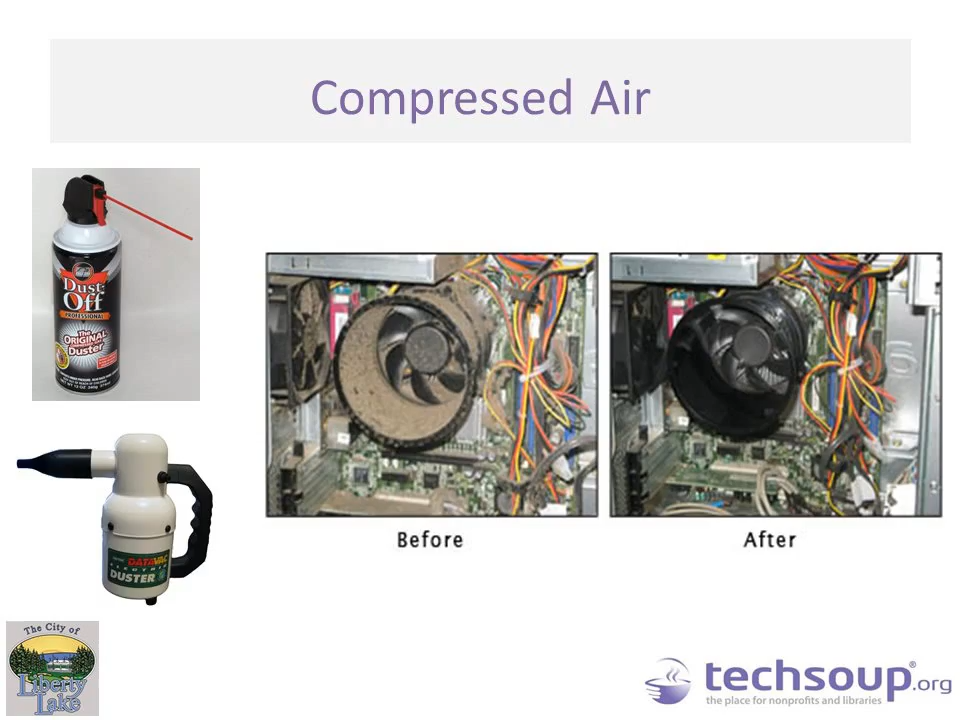 Compressed Air
Dust-
Off
PROFESSIONAL
The
ORIGINAL
Duster
Before
After
DATAVAC
ELECTRIC
DUSTER
The City of
Liberty
Lake
techsoup®.org
the place for nonprofits and libraries